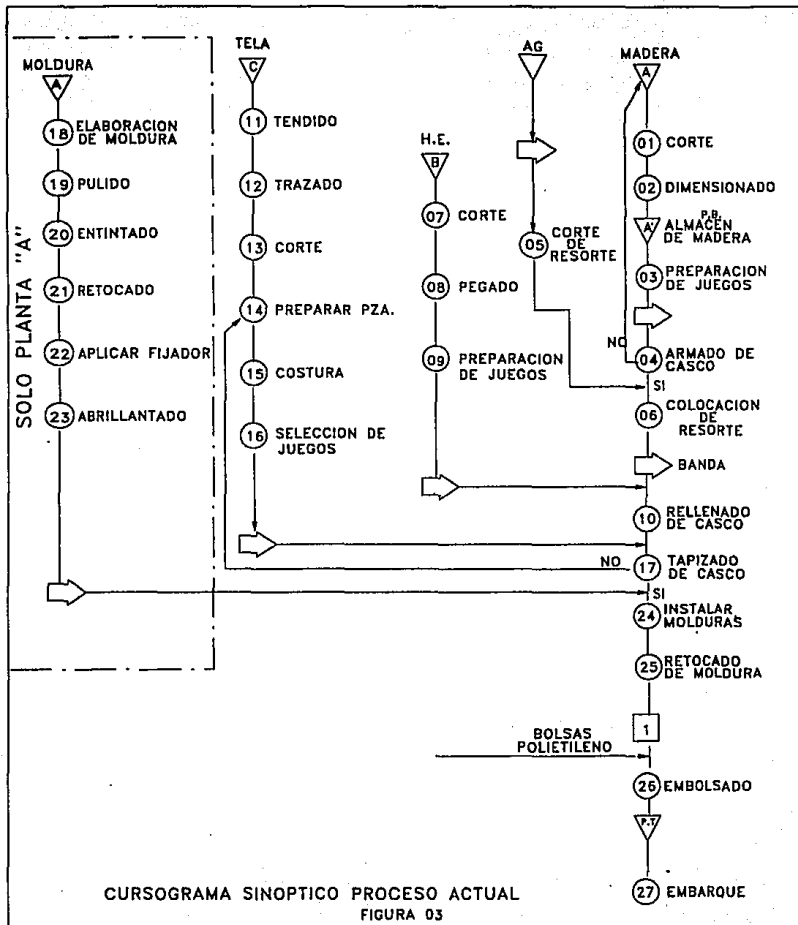 SOLO PLANTA "A"
MOLDURA
A
18 ELABORACION
DE MOLDURA
19 PULIDO
20 ENTINTADO
21 RETOCADO
22 APLICAR FIJADOR
23 ABRILLANTADO
TELA
C
11 TENDIDO
12 TRAZADO
13 CORTE
14 PREPARAR PZA.
15 COSTURA
16 SELECCION DE
JUEGOS
H.E.
B
07 CORTE
08 PEGADO
09 PREPARACION
DE JUEGOS
AG
05 CORTE
DE
RESORTE
MADERA
A
01 CORTE
02 DIMENSIONADO
P.B.
A' ALMACEN
DE MADERA
03 PREPARACION
DE JUEGOS
NO
04 ARMADO DE
CASCO
SI
06 COLOCACION
DE
RESORTE
BANDA
10 RELLENADO
DE CASCO
NO
17 TAPIZADO
DE CASCO
SI
24 INSTALAR
MOLDURAS
25 RETOCADO
DE MOLDURA
1
BOLSAS
POLIETILENO
26 EMBOLSADO
P.T
27 EMBARQUE
CURSOGRAMA SINOPTICO PROCESO ACTUAL
FIGURA 03